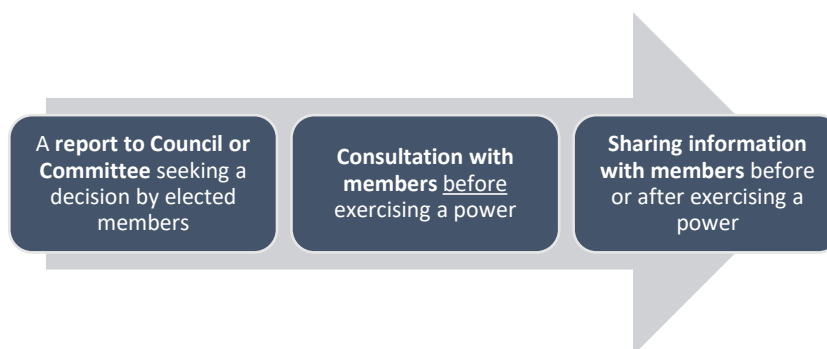 A report to Council or
Committee seeking a
decision by elected
members
Consultation with
members before
exercising a power
Sharing information
with members before
or after exercising a
power